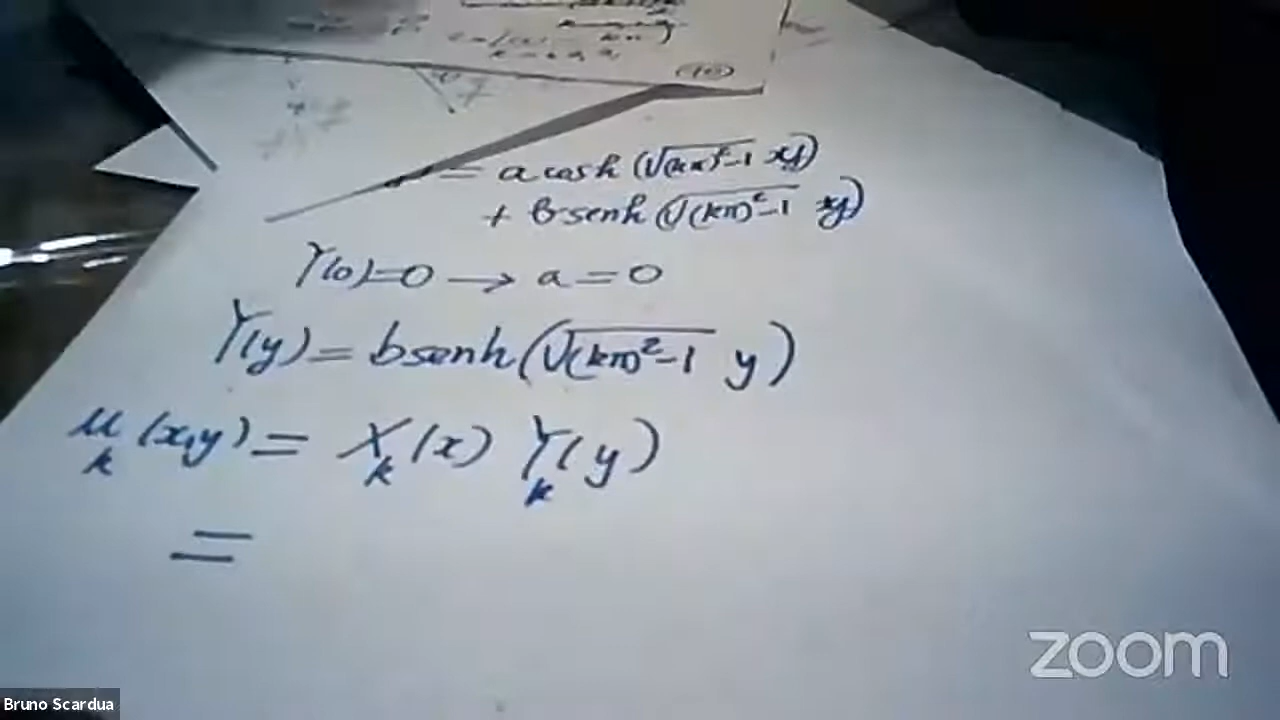 (10)
= a cosh (√(kπ)²-1 y)
+ b senh (√(kπ)²-1 y)
Y(0)=0 → a = 0
Y(y) = b senh (√(kπ)²-1 y)
u_k (x,y) = X_k (x) Y_k (y)
=
zoom
Bruno Scardua